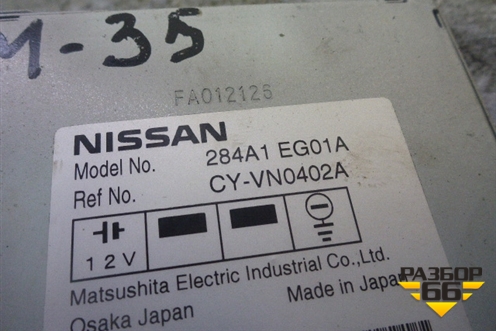 M-35
FA012126
NISSAN
Model No. 284A1 EG01A
Ref No. CY-VN0402A
12V
Matsushita Electric Industrial Co.,Ltd.
Osaka Japan Made in Japan
РАЗБОР
66